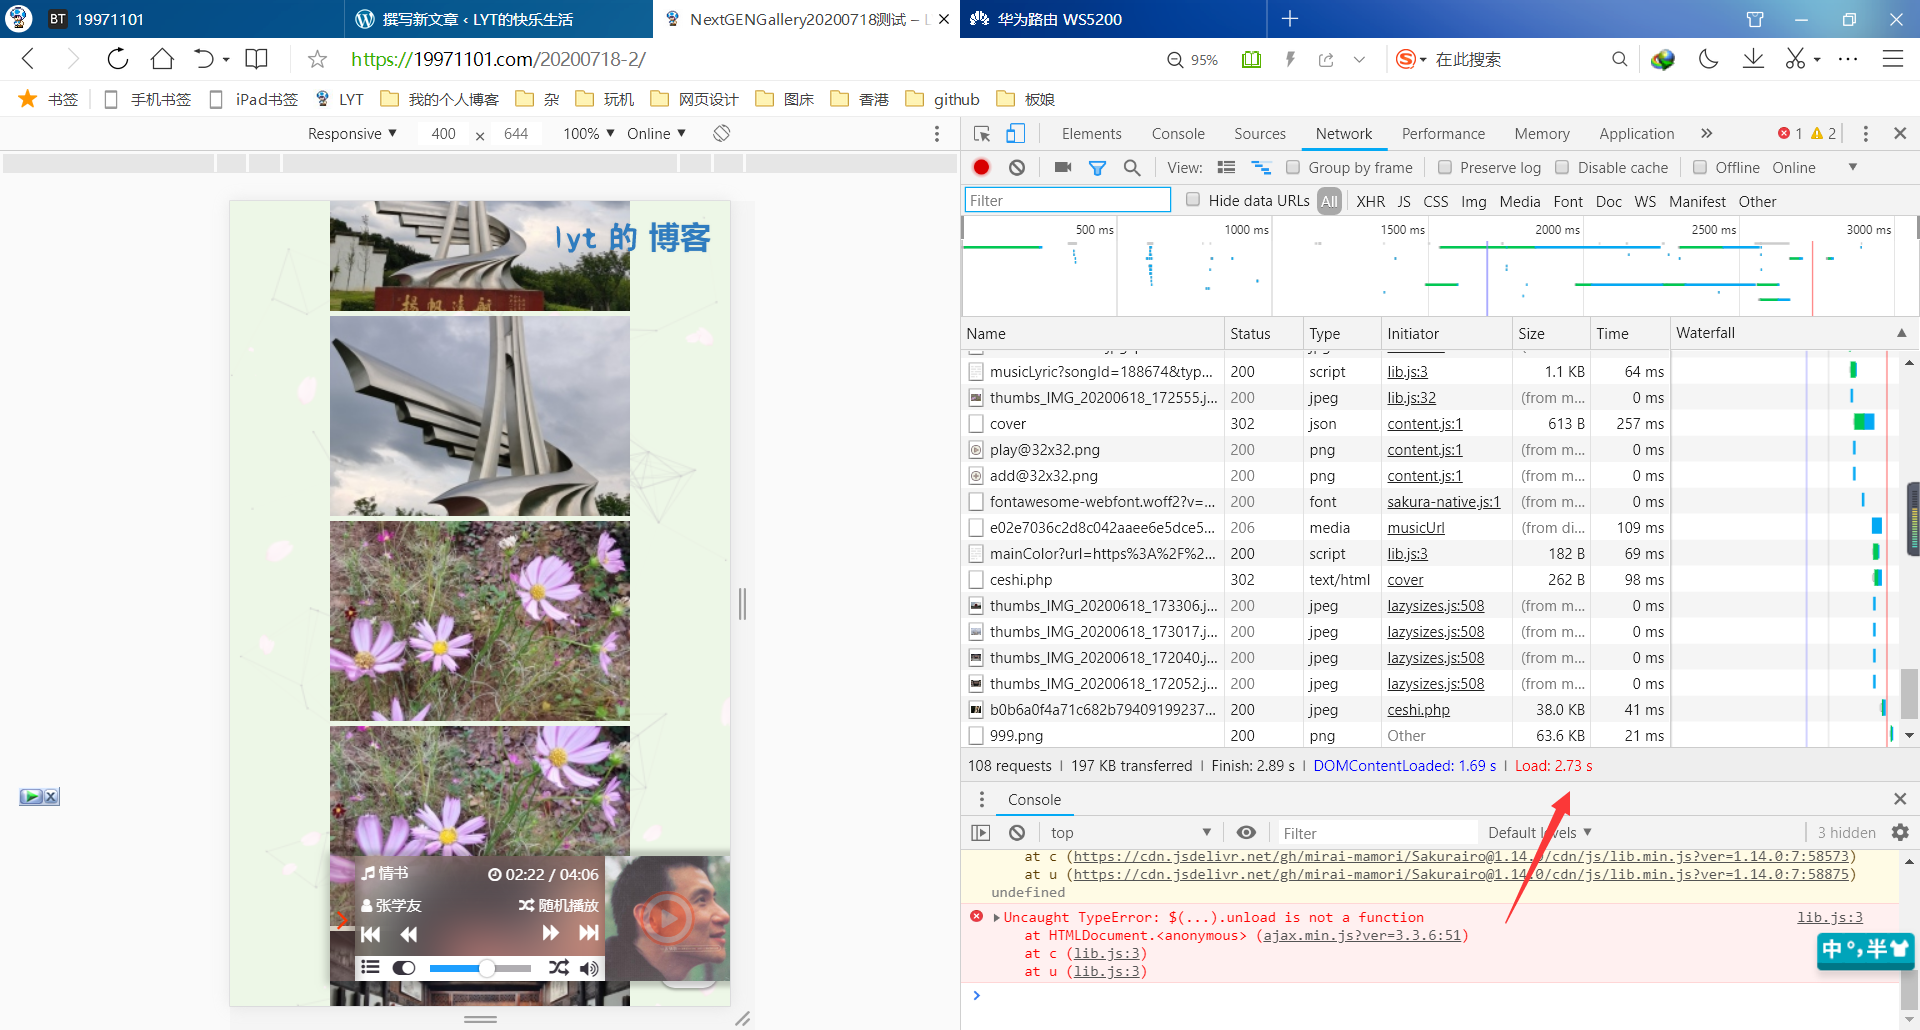 BT 19971101
撰写新文章 ‹ LYT的快乐生活
NextGENGallery20200718测试 – L
华为路由 WS5200
https://19971101.com/20200718-2/
95%
在此搜索
书签
手机书签
iPad书签
LYT
我的个人博客
杂
玩机
网页设计
图床
香港
github
板娘
Responsive ▼ 400 × 644 100% ▼ Online ▼
Elements Console Sources Network Performance Memory Application » 1 2
View: Group by frame Preserve log Disable cache Offline Online ▼
Filter Hide data URLs All XHR JS CSS Img Media Font Doc WS Manifest Other
500 ms 1000 ms 1500 ms 2000 ms 2500 ms 3000 ms
Name Status Type Initiator Size Time Waterfall
musicLyric?songId=188674&typ... 200 script lib.js:3 1.1 KB 64 ms
thumbs_IMG_20200618_172555.j... 200 jpeg lib.js:32 (from m... 0 ms
cover 302 json content.js:1 613 B 257 ms
play@32x32.png 200 png content.js:1 (from m... 0 ms
add@32x32.png 200 png content.js:1 (from m... 0 ms
fontawesome-webfont.woff2?v=... 200 font sakura-native.js:1 (from m... 0 ms
e02e7036c2d8c042aaee6e5dce5... 206 media musicUrl (from di... 109 ms
mainColor?url=https%3A%2F%2... 200 script lib.js:3 182 B 69 ms
ceshi.php 302 text/html cover 262 B 98 ms
thumbs_IMG_20200618_173306.j... 200 jpeg lazysizes.js:508 (from m... 0 ms
thumbs_IMG_20200618_173017.j... 200 jpeg lazysizes.js:508 (from m... 0 ms
thumbs_IMG_20200618_172040.j... 200 jpeg lazysizes.js:508 (from m... 0 ms
thumbs_IMG_20200618_172052.j... 200 jpeg lazysizes.js:508 (from m... 0 ms
b0b6a0f4a71c682b79409199237... 200 jpeg ceshi.php 38.0 KB 41 ms
999.png 200 png Other 63.6 KB 21 ms
108 requests | 197 KB transferred | Finish: 2.89 s | DOMContentLoaded: 1.69 s | Load: 2.73 s
Console
top ▼ Filter Default levels ▼ 3 hidden
at c (https://cdn.jsdelivr.net/gh/mirai-mamori/Sakurairo@1.14.0/cdn/js/lib.min.js?ver=1.14.0:7:58573)
at u (https://cdn.jsdelivr.net/gh/mirai-mamori/Sakurairo@1.14.0/cdn/js/lib.min.js?ver=1.14.0:7:58875)
undefined
Uncaught TypeError: $(...).unload is not a function lib.js:3
at HTMLDocument.<anonymous> (ajax.min.js?ver=3.3.6:51)
at c (lib.js:3)
at u (lib.js:3)
中°,半
lyt 的 博客
情书 02:22 / 04:06
张学友 随机播放